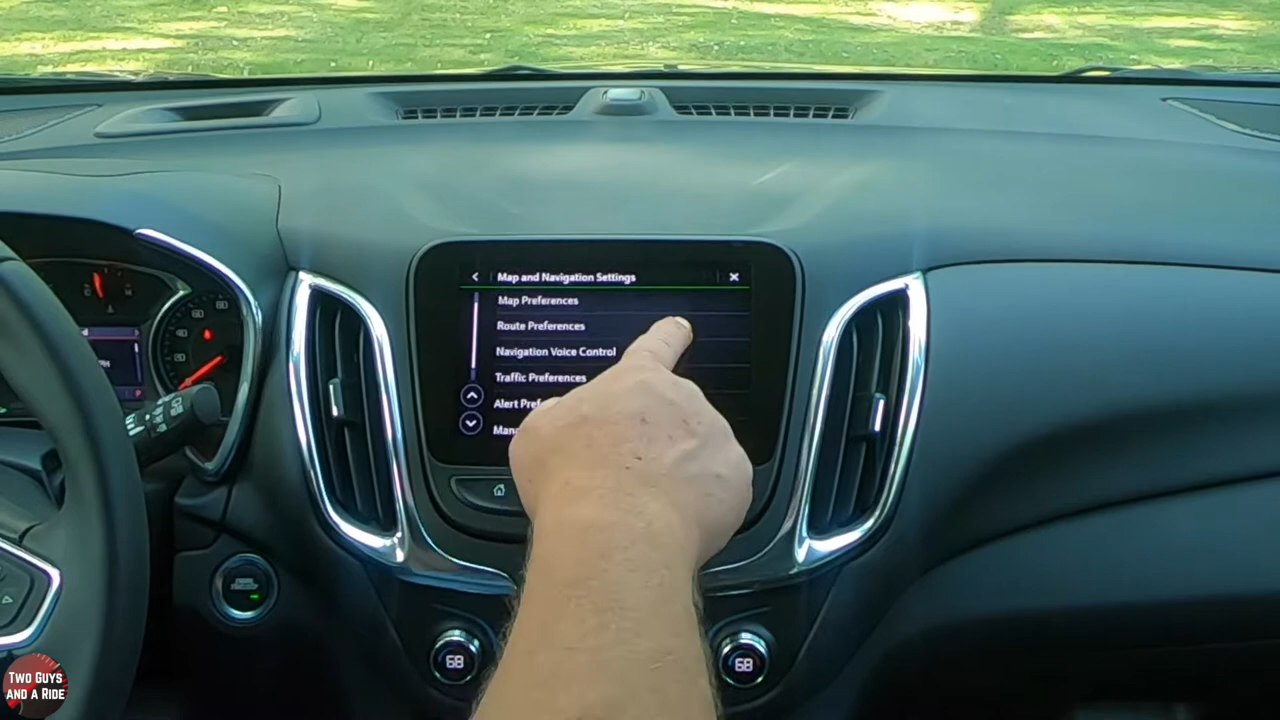 Map and Navigation Settings
Map Preferences
Route Preferences
Navigation Voice Control
Traffic Preferences
Alert
68
68
TWO GUYS
AND A RIDE